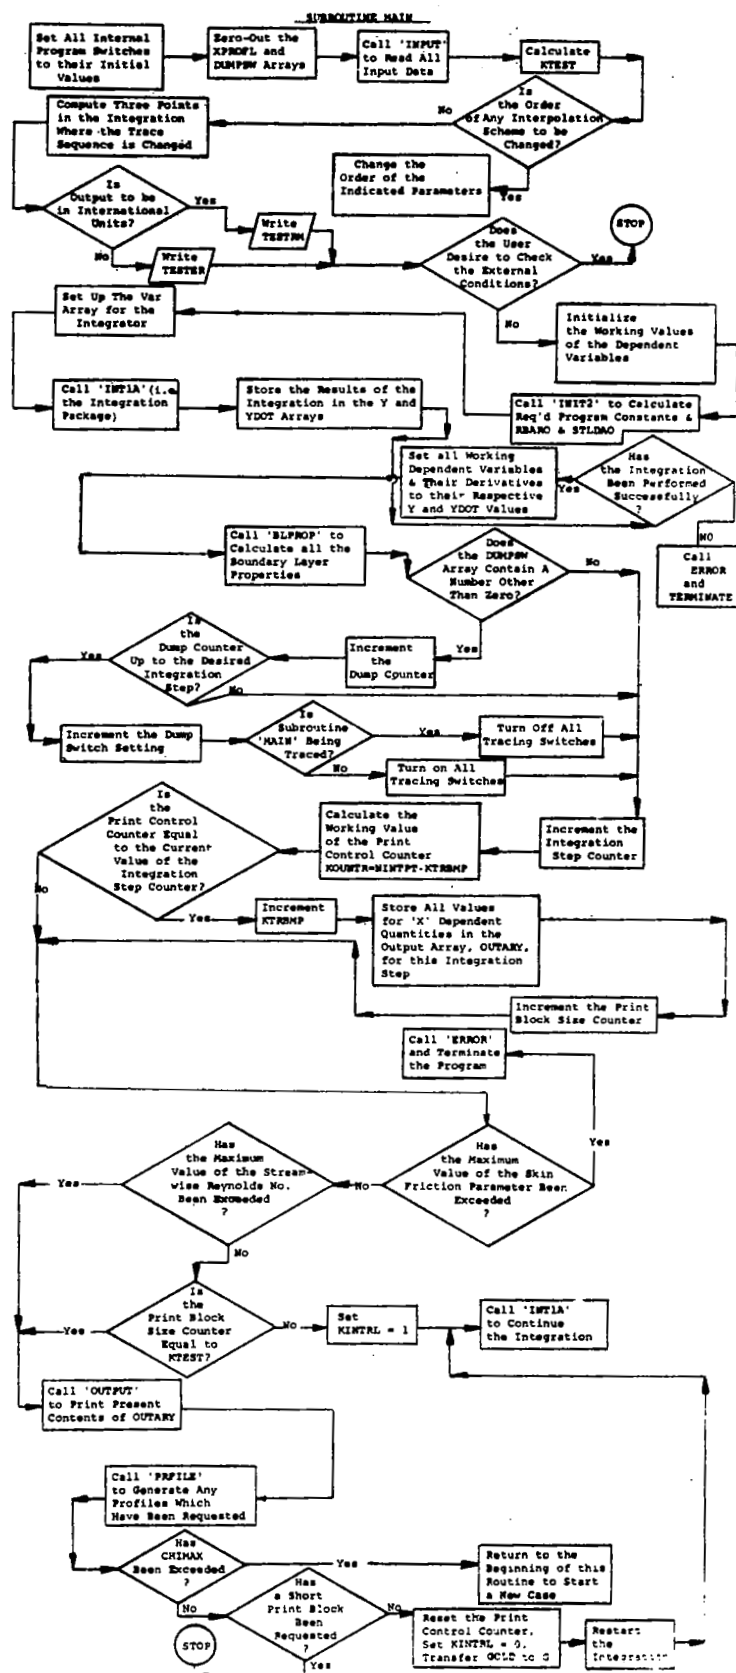 SUBROUTINE MAIN
Set All Internal
Program Switches
to their Initial
Values
Zero-Out the
XPROFL and
DUMPSW Arrays
Call 'INPUT'
to Read All
Input Data
Calculate
KTEST
Is
the Order
of Any Interpolation
Scheme to be
Changed?
No
Yes
Compute Three Points
in the Integration
Where the Trace
Sequence is Changed
Change the
Order of the
Indicated Parameters
Is
Output to be
in International
Units?
Yes
No
Write
TESTRM
Write
TESTER
Does
the User
Desire to Check
the External
Conditions?
Yes
STOP
No
Set Up The Var
Array for the
Integrator
Initialize
the Working Values
of the Dependent
Variables
Call 'INT1A'(i.e.
the Integration
Package)
Store the Results of the
Integration in the Y and
YDOT Arrays
Call 'INIT2' to Calculate
Req'd Program Constants &
RBARO & STLDAO
Set all Working
Dependent Variables
& Their Derivatives
to their Respective
Y and YDOT Values
Yes
Has
the Integration
Been Performed
Successfully
?
NO
Call
ERROR
and
TERMINATE
Call 'BLPROP' to
Calculate all the
Boundary Layer
Properties
Does
the DUMPSW
Array Contain A
Number Other
Than Zero?
No
Yes
Is
the
Dump Counter
Up to the Desired
Integration
Step?
Yes
No
Increment
the
Dump Counter
Increment the Dump
Switch Setting
Is
Subroutine
'MAIN' Being
Traced?
Yes
No
Turn Off All
Tracing Switches
Turn on All
Tracing Switches
Is
the
Print Control
Counter Equal
to the Current
Value of the
Integration
Step Counter?
No
Yes
Calculate the
Working Value
of the Print
Control Counter
KOUNTR=NINTPT-KTRBMP
Increment the
Integration
Step Counter
Increment
KTRBMP
Store All Values
for 'X' Dependent
Quantities in the
Output Array, OUTARY,
for this Integration
Step
Increment the Print
Block Size Counter
Call 'ERROR'
and Terminate
the Program
Yes
Has
the Maximum
Value of the Stream-
wise Reynolds No.
Been Exceeded
?
Yes
No
Has
the Maximum
Value of the Skin
Friction Parameter Been
Exceeded
?
No
Is
the
Print Block
Size Counter
Equal to
KTEST?
Yes
No
Set
KINTRL = 1
Call 'INT1A'
to Continue
the Integration
Call 'OUTPUT'
to Print Present
Contents of OUTARY
Call 'PRFILE'
to Generate Any
Profiles Which
Have Been Requested
Has
CHIMAX
Been Exceeded
?
Yes
No
Return to the
Beginning of this
Routine to Start
a New Case
Has
a Short
Print Block
Been
Requested
?
No
Yes
Reset the Print
Control Counter,
Set KINTRL = 0,
Transfer
to
Restart
the
Integration
STOP